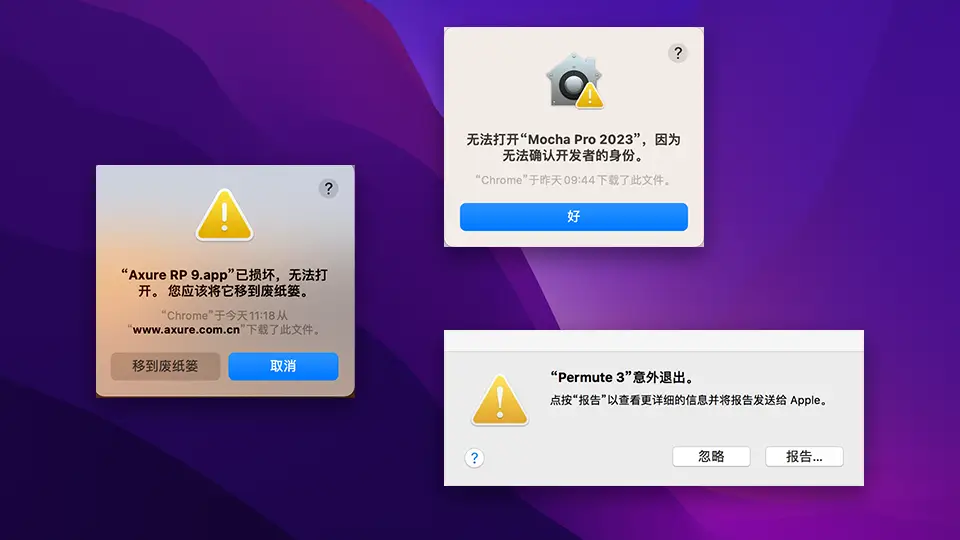 ?
“Axure RP 9.app”已损坏，无法打
开。 您应该将它移到废纸篓。
“Chrome”于今天 11:18 从
“www.axure.com.cn”下载了此文件。
移到废纸篓
取消
?
无法打开“Mocha Pro 2023”，因为
无法确认开发者的身份。
“Chrome”于昨天 09:44 下载了此文件。
好
“Permute 3”意外退出。
点按“报告”以查看更详细的信息并将报告发送给 Apple。
?
忽略
报告...